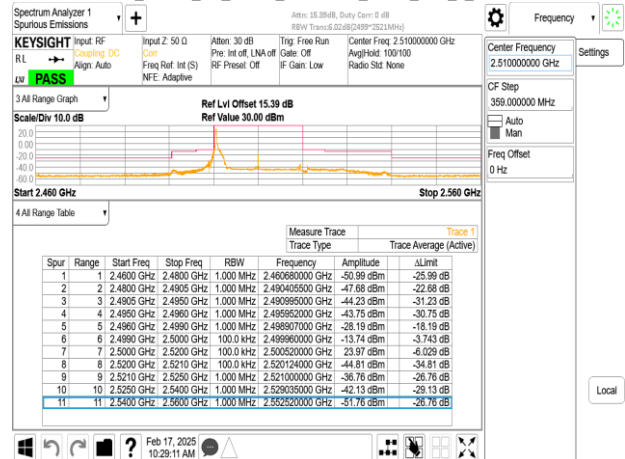 Spectrum Analyzer 1
Spurious Emissions
Attn: 15.39dB, Duty Corr: 0 dB
RBW Trans:6.02dB(2499~2521MHz)
Frequency
KEYSIGHT
RL
PASS
Input: RF
Coupling: DC
Align: Auto
Input Z: 50 Ω
Corr
Freq Ref: Int (S)
NFE: Adaptive
Atten: 30 dB
Pre: Int off, LNA off
RF Preset: Off
Trig: Free Run
Gate: Off
IF Gain: Low
Center Freq: 2.510000000 GHz
Avg|Hold: 100/100
Radio Std: None
Center Frequency
2.510000000 GHz
Settings
CF Step
359.000000 MHz
Auto
Man
Freq Offset
0 Hz
Local
3 All Range Graph
Scale/Div 10.0 dB
Ref Lvl Offset 15.39 dB
Ref Value 30.00 dBm
20.0
0.00
-20.0
-40.0
-60.0
Start 2.460 GHz
Stop 2.560 GHz
4 All Range Table
Measure Trace Trace 1
Trace Type Trace Average (Active)
Spur Range Start Freq Stop Freq RBW Frequency Amplitude ΔLimit
1 1 2.4600 GHz 2.4800 GHz 1.000 MHz 2.460680000 GHz -50.99 dBm -25.99 dB
2 2 2.4800 GHz 2.4905 GHz 1.000 MHz 2.490405500 GHz -47.68 dBm -22.68 dB
3 3 2.4905 GHz 2.4950 GHz 1.000 MHz 2.490995000 GHz -44.23 dBm -31.23 dB
4 4 2.4950 GHz 2.4960 GHz 1.000 MHz 2.495952000 GHz -43.75 dBm -30.75 dB
5 5 2.4960 GHz 2.4990 GHz 1.000 MHz 2.498907000 GHz -28.19 dBm -18.19 dB
6 6 2.4990 GHz 2.5000 GHz 100.0 kHz 2.499960000 GHz -13.74 dBm -3.743 dB
7 7 2.5000 GHz 2.5200 GHz 100.0 kHz 2.500520000 GHz 23.97 dBm -6.029 dB
8 8 2.5200 GHz 2.5210 GHz 100.0 kHz 2.520124000 GHz -44.81 dBm -34.81 dB
9 9 2.5210 GHz 2.5250 GHz 1.000 MHz 2.521000000 GHz -36.76 dBm -26.76 dB
10 10 2.5250 GHz 2.5400 GHz 1.000 MHz 2.529035000 GHz -42.13 dBm -29.13 dB
11 11 2.5400 GHz 2.5600 GHz 1.000 MHz 2.552520000 GHz -51.76 dBm -26.76 dB
Feb 17, 2025
10:29:11 AM